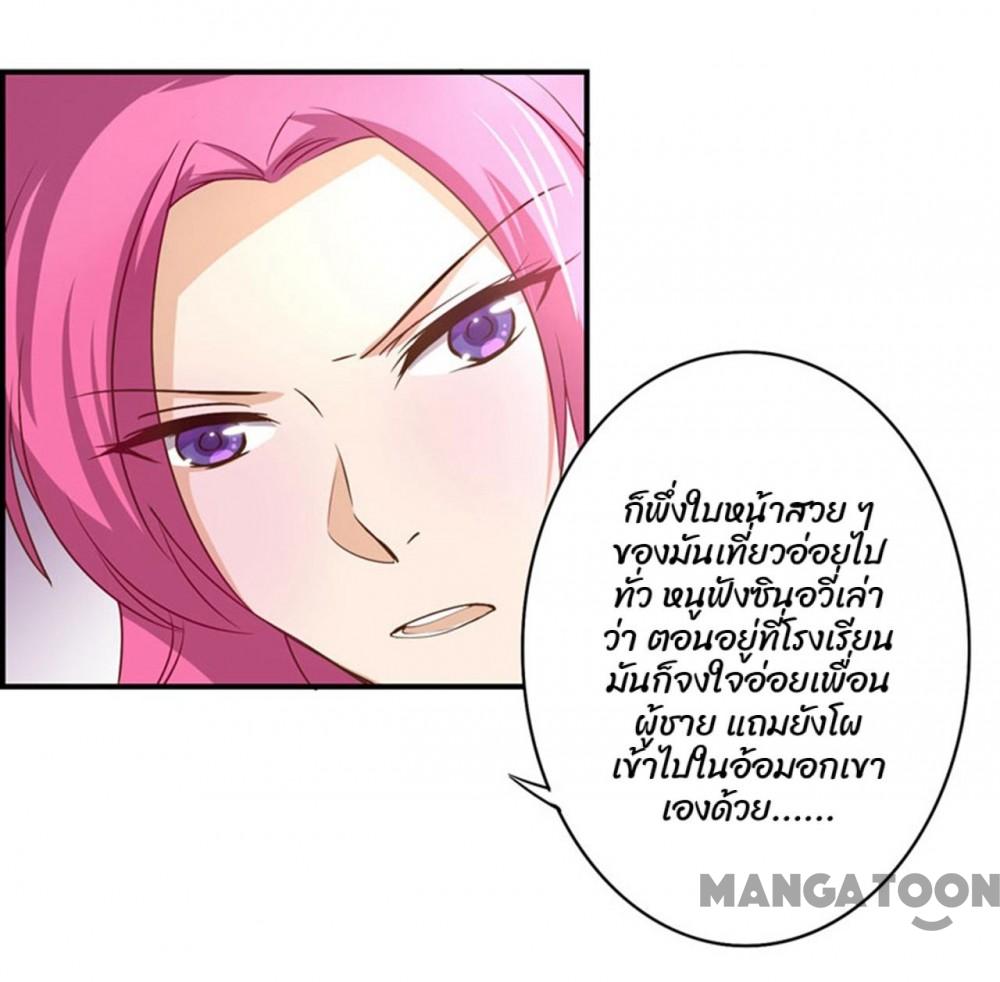 ก็พึ่งใบหน้าสวย ๆ
ของมันเที่ยวอ่อยไป
ทั่ว หนูฟังซินอวี่เล่า
ว่า ตอนอยู่ที่โรงเรียน
มันก็จงใจอ่อยเพื่อน
ผู้ชาย แถมยังโผ
เข้าไปในอ้อมอกเขา
เองด้วย......
MANGATOON